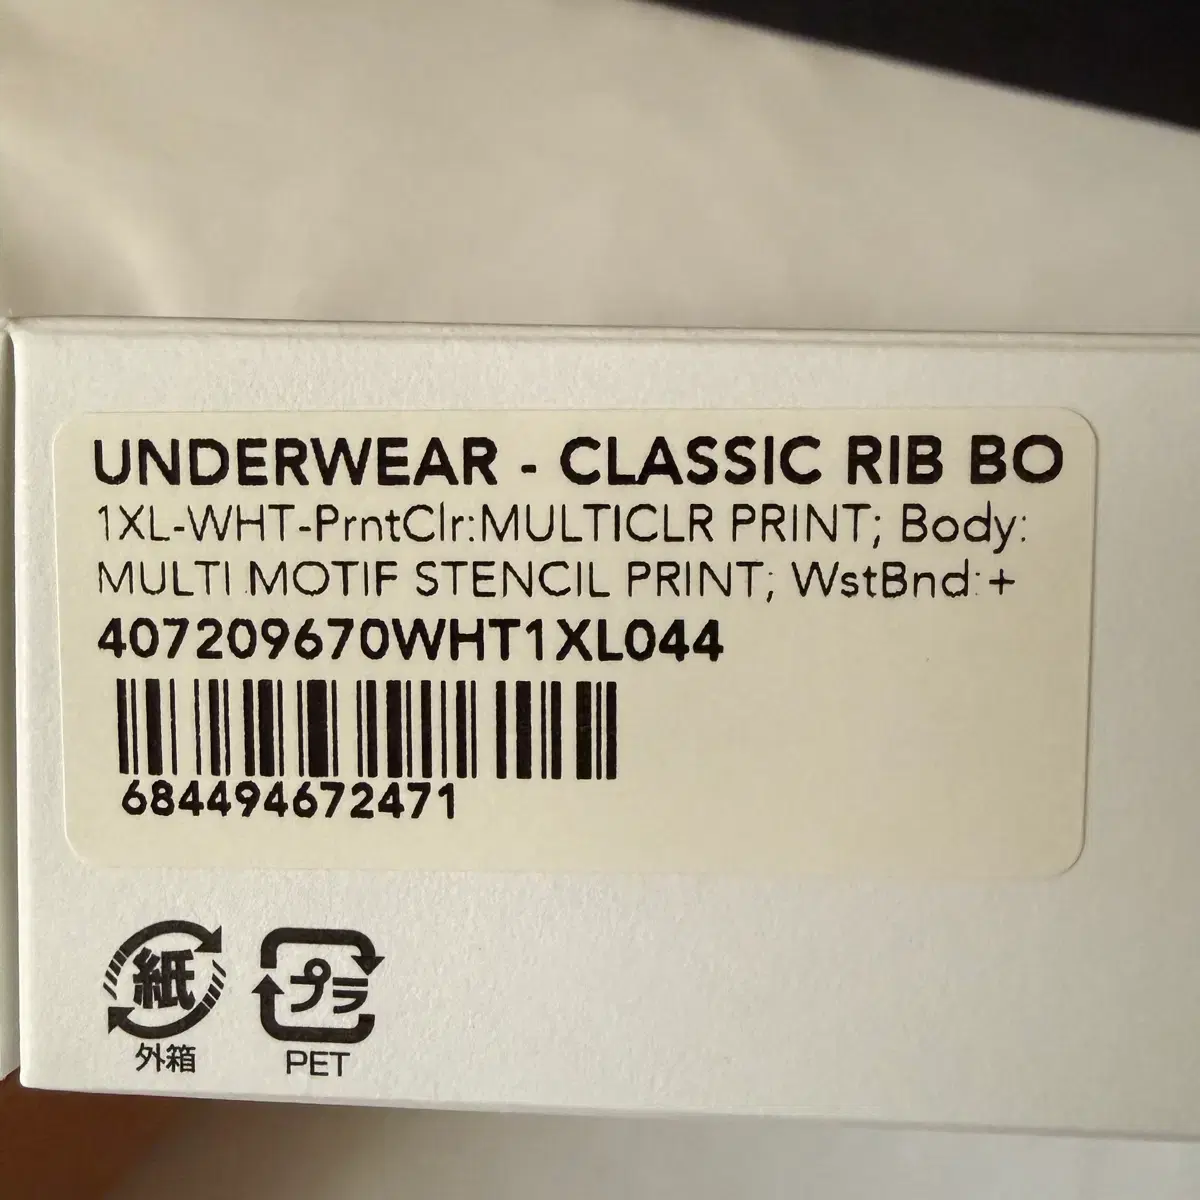 UNDERWEAR - CLASSIC RIB BO
1XL-WHT-PrntClr:MULTICLR PRINT; Body:
MULTI MOTIF STENCIL PRINT; WstBnd:+
407209670WHT1XL044
684494672471
紙 プラ
外箱 PET